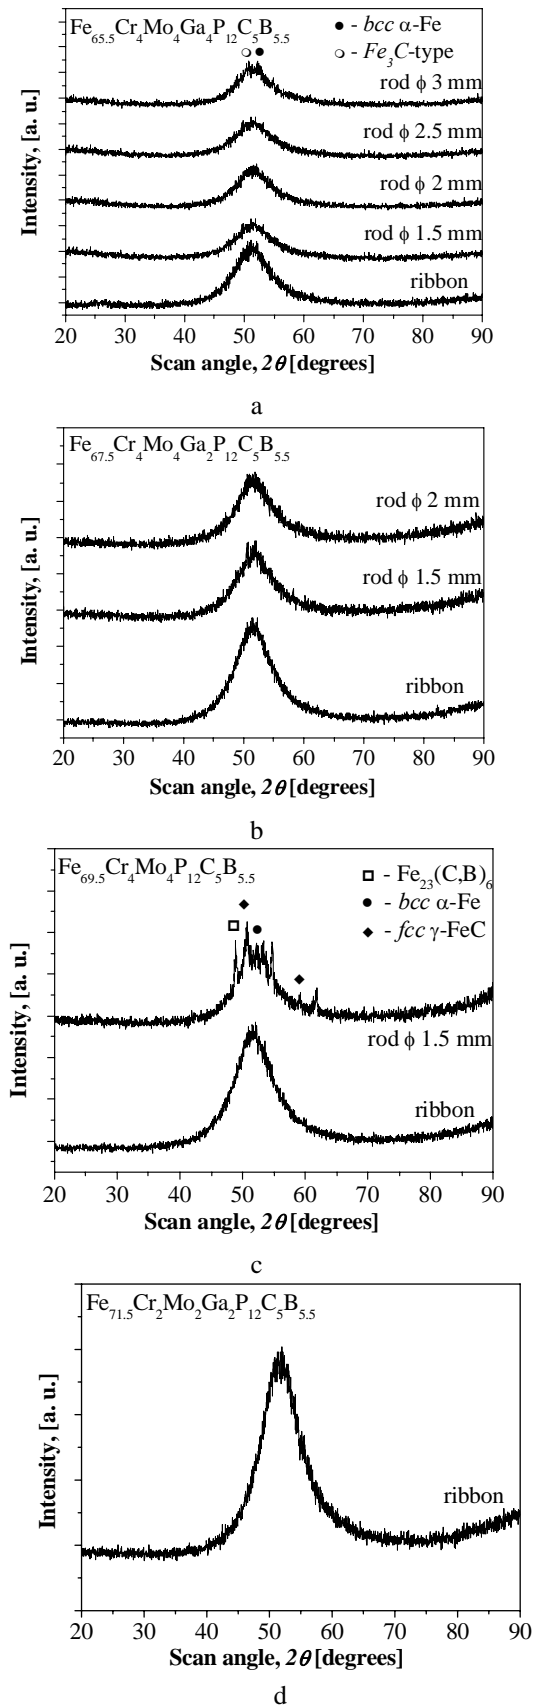 Fe65.5Cr4Mo4Ga4P12C5B5.5
● - bcc α-Fe
○ - Fe3C-type
rod ϕ 3 mm
rod ϕ 2.5 mm
rod ϕ 2 mm
rod ϕ 1.5 mm
ribbon
Intensity, [a. u.]
20 30 40 50 60 70 80 90
Scan angle, 2θ [degrees]
a
Fe67.5Cr4Mo4Ga2P12C5B5.5
rod ϕ 2 mm
rod ϕ 1.5 mm
ribbon
Intensity, [a. u.]
20 30 40 50 60 70 80 90
Scan angle, 2θ [degrees]
b
Fe69.5Cr4Mo4P12C5B5.5
□ - Fe23(C,B)6
● - bcc α-Fe
◆ - fcc γ-FeC
rod ϕ 1.5 mm
ribbon
Intensity, [a. u.]
20 30 40 50 60 70 80 90
Scan angle, 2θ [degrees]
c
Fe71.5Cr2Mo2Ga2P12C5B5.5
ribbon
Intensity, [a. u.]
20 30 40 50 60 70 80 90
Scan angle, 2θ [degrees]
d